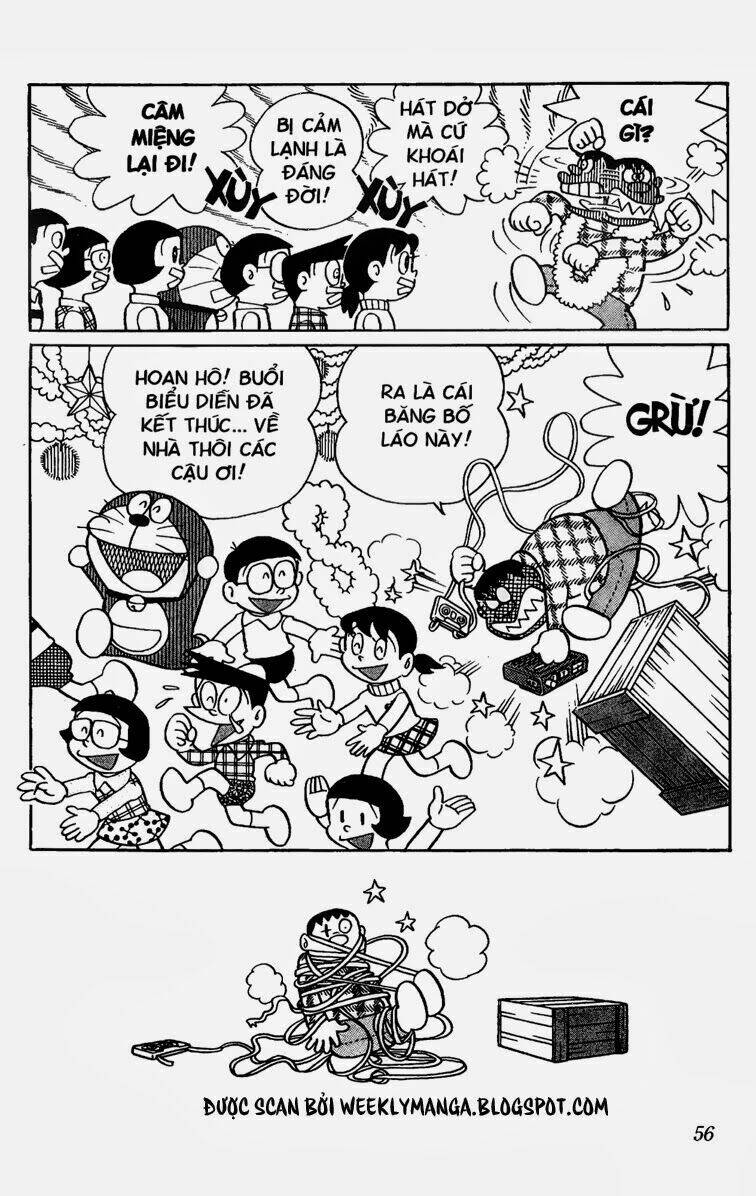 CÂM
MIỆNG
LẠI ĐI!
XÙY
BỊ CẢM
LẠNH LÀ
ĐÁNG
ĐỜI!
XÙY
HÁT DỞ
MÀ CỨ
KHOÁI
HÁT!
CÁI
GÌ?
HOAN HÔ! BUỔI
BIỂU DIỄN ĐÃ
KẾT THÚC... VỀ
NHÀ THÔI CÁC
CẬU ƠI!
RA LÀ CÁI
BĂNG BỐ
LÁO NÀY!
GRỪ!
ĐƯỢC SCAN BỞI WEEKLYMANGA.BLOGSPOT.COM
56